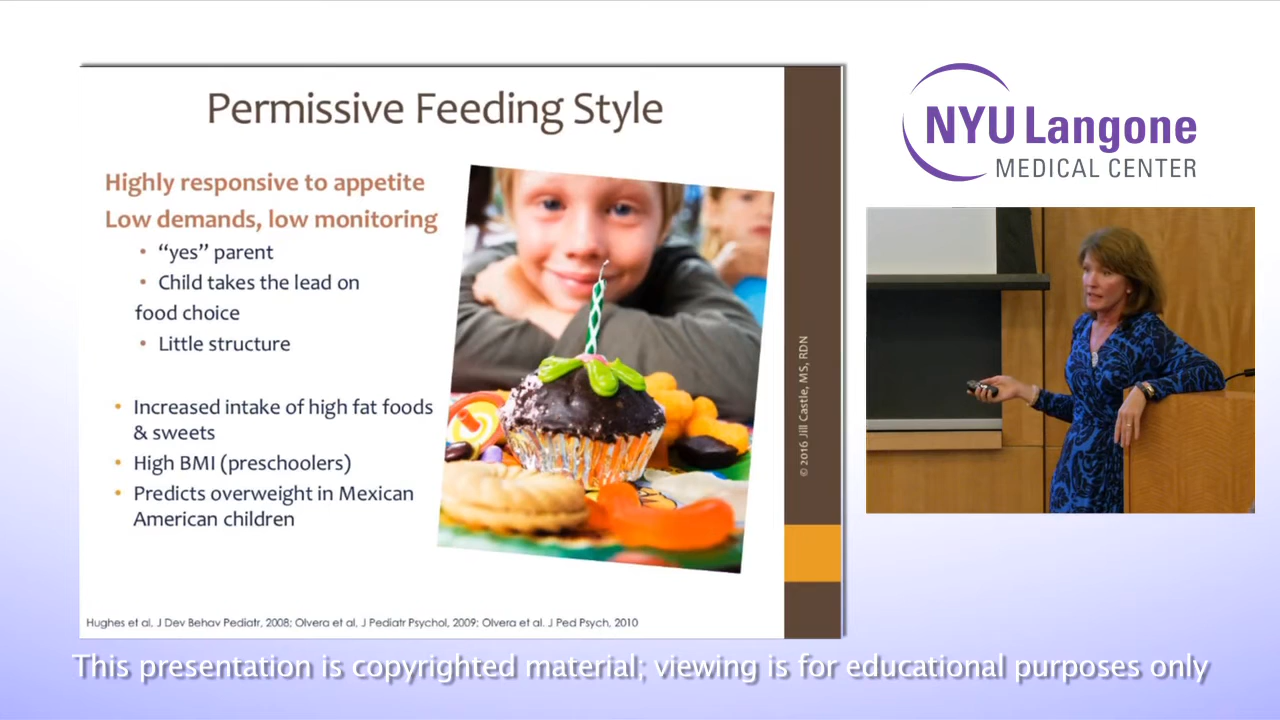 Permissive Feeding Style
Highly responsive to appetite
Low demands, low monitoring
• “yes” parent
• Child takes the lead on
food choice
• Little structure
• Increased intake of high fat foods
& sweets
• High BMI (preschoolers)
• Predicts overweight in Mexican
American children
Hughes et al. J Dev Behav Pediatr, 2008; Olvera et al. J Pediatr Psychol, 2009; Olvera et al. J Ped Psych, 2010
© 2016 Jill Castle, MS, RDN
NYU Langone
MEDICAL CENTER
This presentation is copyrighted material; viewing is for educational purposes only